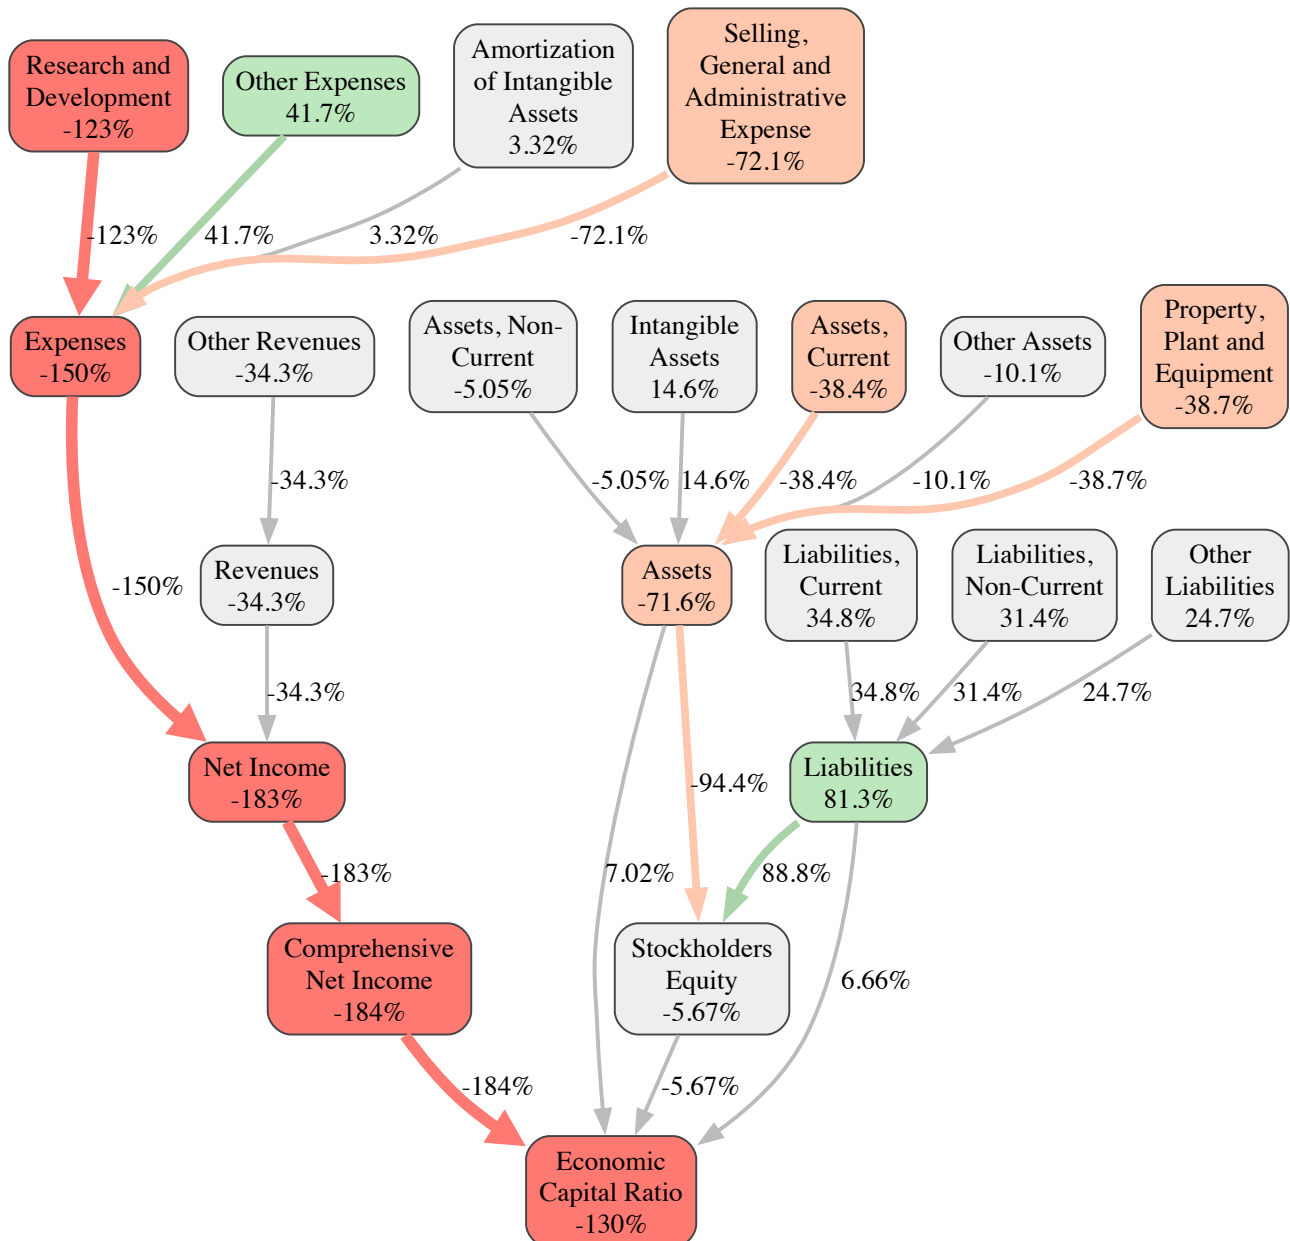 Research and
Development
-123%
Other Expenses
41.7%
Amortization
of Intangible
Assets
3.32%
Selling,
General and
Administrative
Expense
-72.1%
-123%
41.7%
3.32%
-72.1%
Expenses
-150%
Other Revenues
-34.3%
Assets, Non-
Current
-5.05%
Intangible
Assets
14.6%
Assets,
Current
-38.4%
Other Assets
-10.1%
Property,
Plant and
Equipment
-38.7%
-34.3%
-5.05%
14.6%
-38.4%
-10.1%
-38.7%
-150%
Revenues
-34.3%
Assets
-71.6%
Liabilities,
Current
34.8%
Liabilities,
Non-Current
31.4%
Other
Liabilities
24.7%
-34.3%
34.8%
31.4%
24.7%
Net Income
-183%
-94.4%
Liabilities
81.3%
-183%
7.02%
88.8%
Comprehensive
Net Income
-184%
Stockholders
Equity
-5.67%
6.66%
-184%
-5.67%
Economic
Capital Ratio
-130%